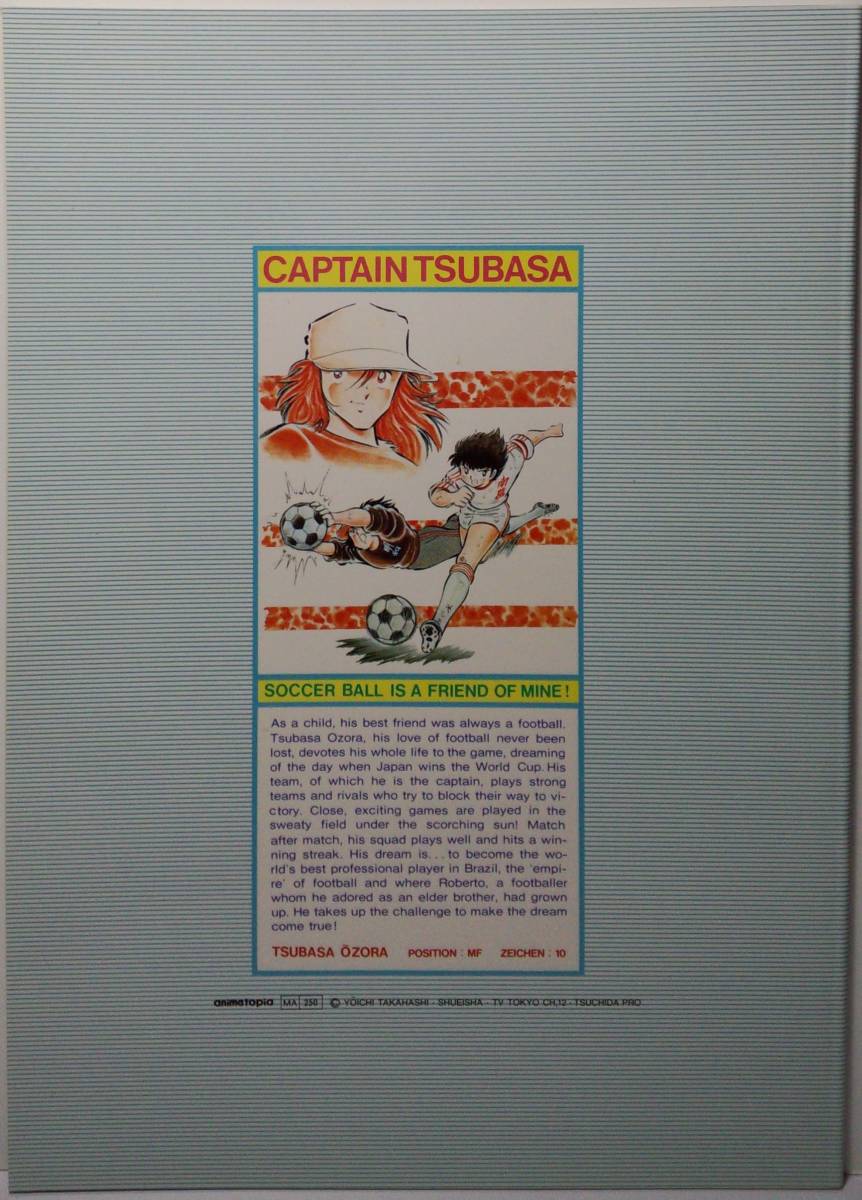 CAPTAIN TSUBASA
SOCCER BALL IS A FRIEND OF MINE!
As a child, his best friend was always a football.
Tsubasa Ozora, his love of football never been
lost, devotes his whole life to the game, dreaming
of the day when Japan wins the World Cup. His
team, of which he is the captain, plays strong
teams and rivals who try to block their way to vi-
ctory. Close, exciting games are played in the
sweaty field under the scorching sun! Match
after match, his squad plays well and hits a win-
ning streak. His dream is... to become the wo-
rld's best professional player in Brazil, the 'empi-
re' of football and where Roberto, a footballer
whom he adored as an elder brother, had grown
up. He takes up the challenge to make the dream
come true!
TSUBASA ŌZORA POSITION : MF ZEICHEN : 10
animetopia MA 250 © YŌICHI TAKAHASHI · SHUEISHA · TV TOKYO CH,12 · TSUCHIDA PRO